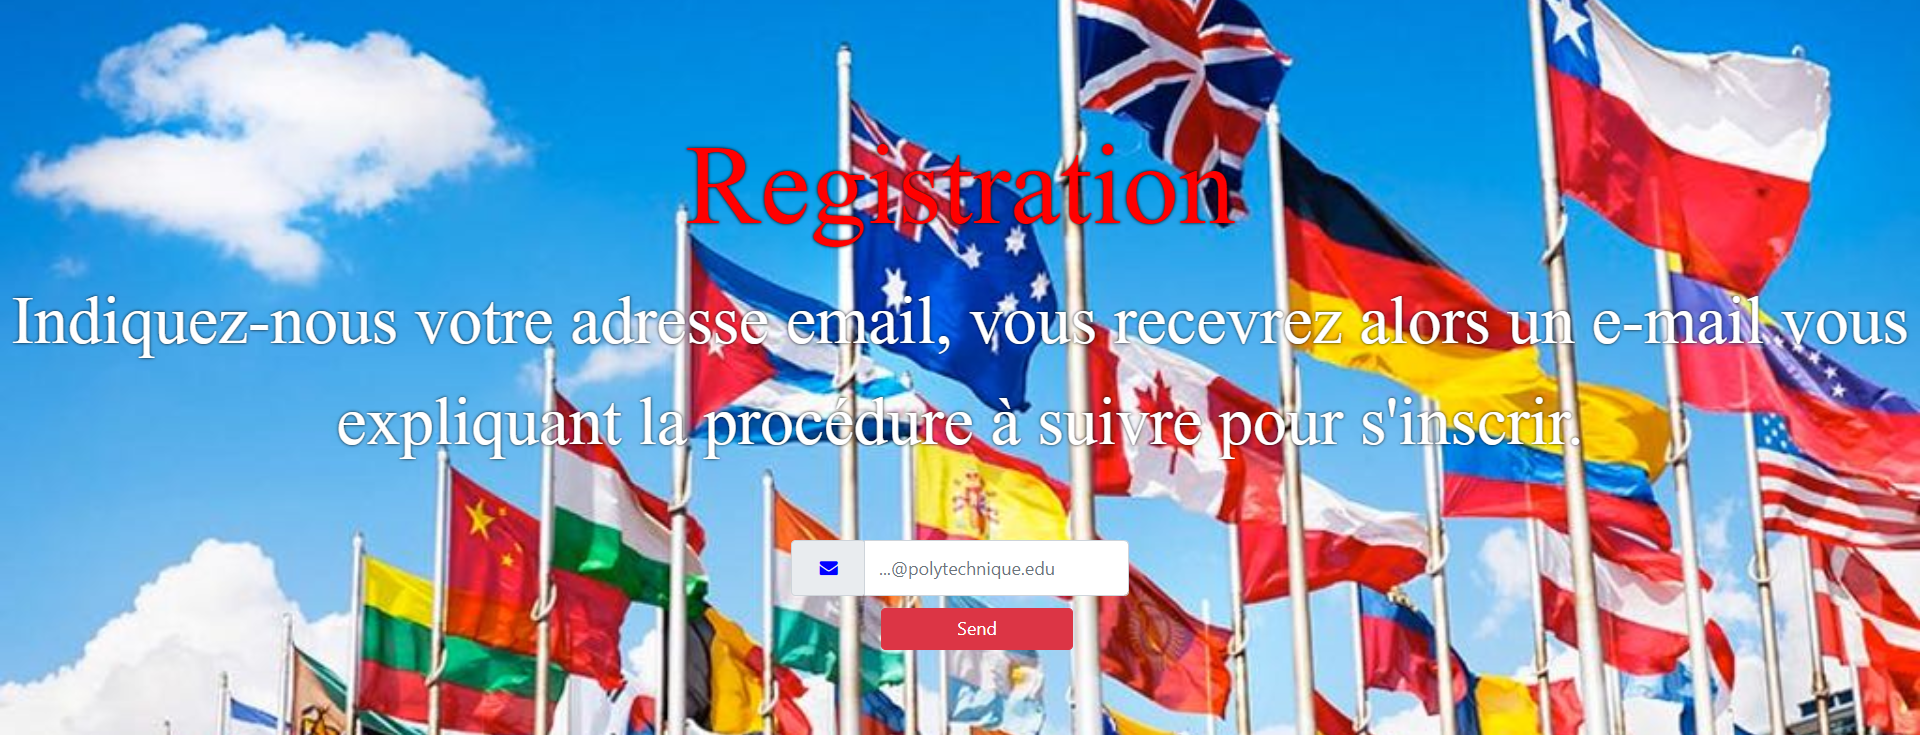 Registration
Indiquez-nous votre adresse email, vous recevrez alors un e-mail vous
expliquant la procédure à suivre pour s'inscrir.
...@polytechnique.edu
Send